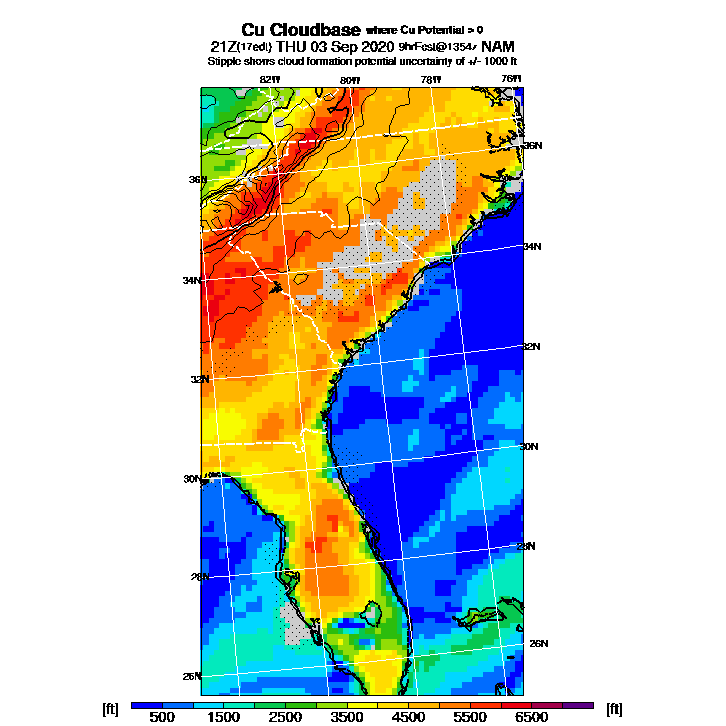 Cu Cloudbase where Cu Potential > 0
21Z(17edt) THU 03 Sep 2020 9hrFcst@1354z NAM
Stipple shows cloud formation potential uncertainty of +/- 1000 ft
82W 80W 78W 76W
36N
36N
34N
34N
32N
32N
30N
30N
28N
28N
26N
26N
[ft] 500 1500 2500 3500 4500 5500 6500 [ft]